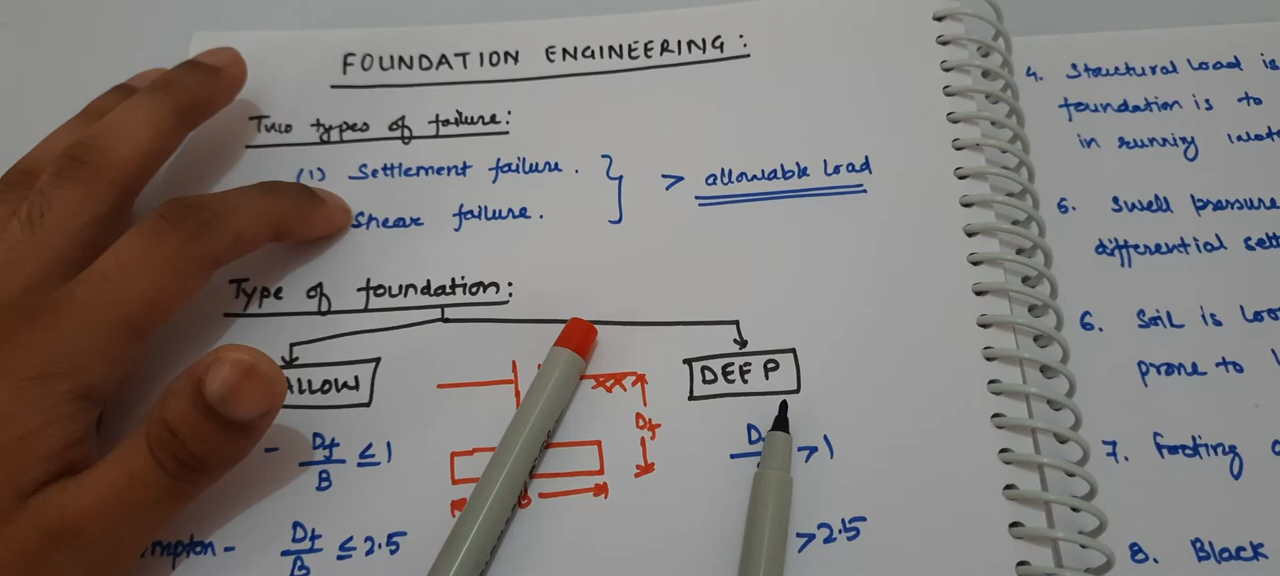 FOUNDATION ENGINEERING:
Two types of failure:
(1) Settlement failure.
Shear failure.
> allowable load
Type of foundation:
ALLOW
DEEP
Df
- Df/B ≤ 1
> 1
mpton - Df/B ≤ 2.5
> 2.5
4. Structural load is
foundation is to
in running
5. Swell pressure
differential
6. Soil is
prone to
7. Footing
8. Black